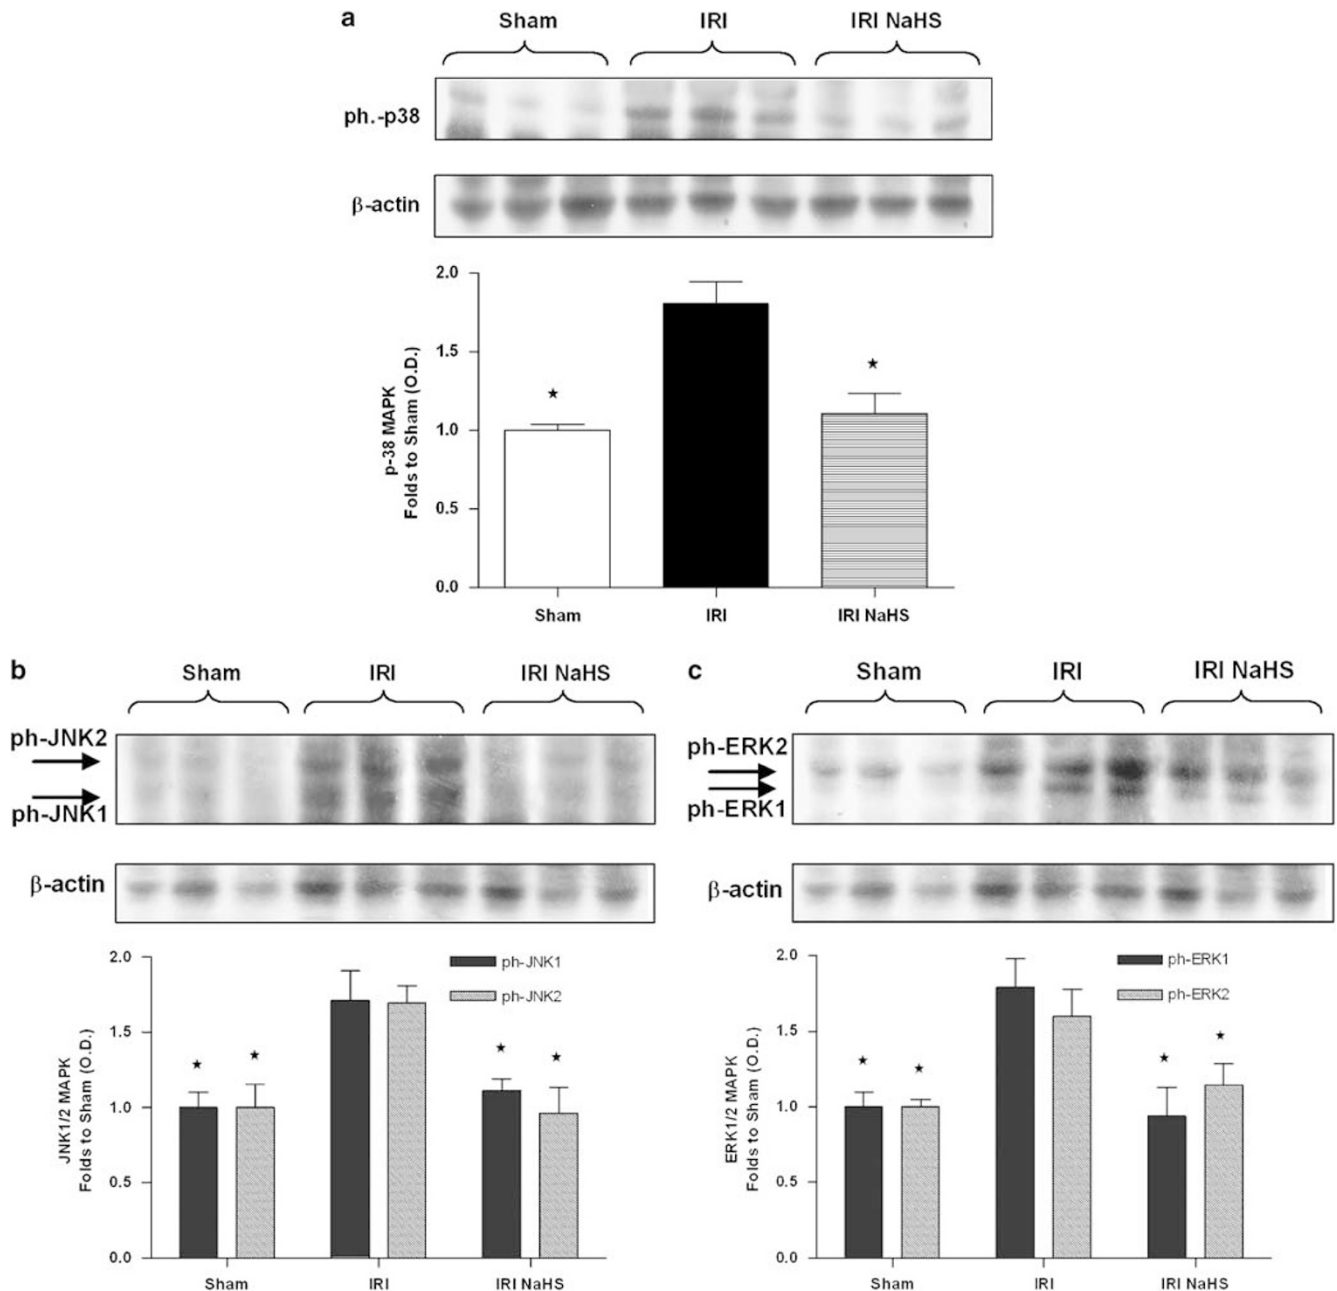 a
Sham IRI IRI NaHS
ph.-p38
β-actin
2.0
1.5
1.0
0.5
0.0
p-38 MAPK
Folds to Sham (O.D.)
★
★
Sham IRI IRI NaHS
b
Sham IRI IRI NaHS
ph-JNK2
ph-JNK1
β-actin
2.0
1.5
1.0
0.5
0.0
JNK1/2 MAPK
Folds to Sham (O.D.)
ph-JNK1
ph-JNK2
★ ★ ★ ★
Sham IRI IRI NaHS
c
Sham IRI IRI NaHS
ph-ERK2
ph-ERK1
β-actin
2.0
1.5
1.0
0.5
0.0
ERK1/2 MAPK
Folds to Sham (O.D.)
ph-ERK1
ph-ERK2
★ ★ ★ ★
Sham IRI IRI NaHS